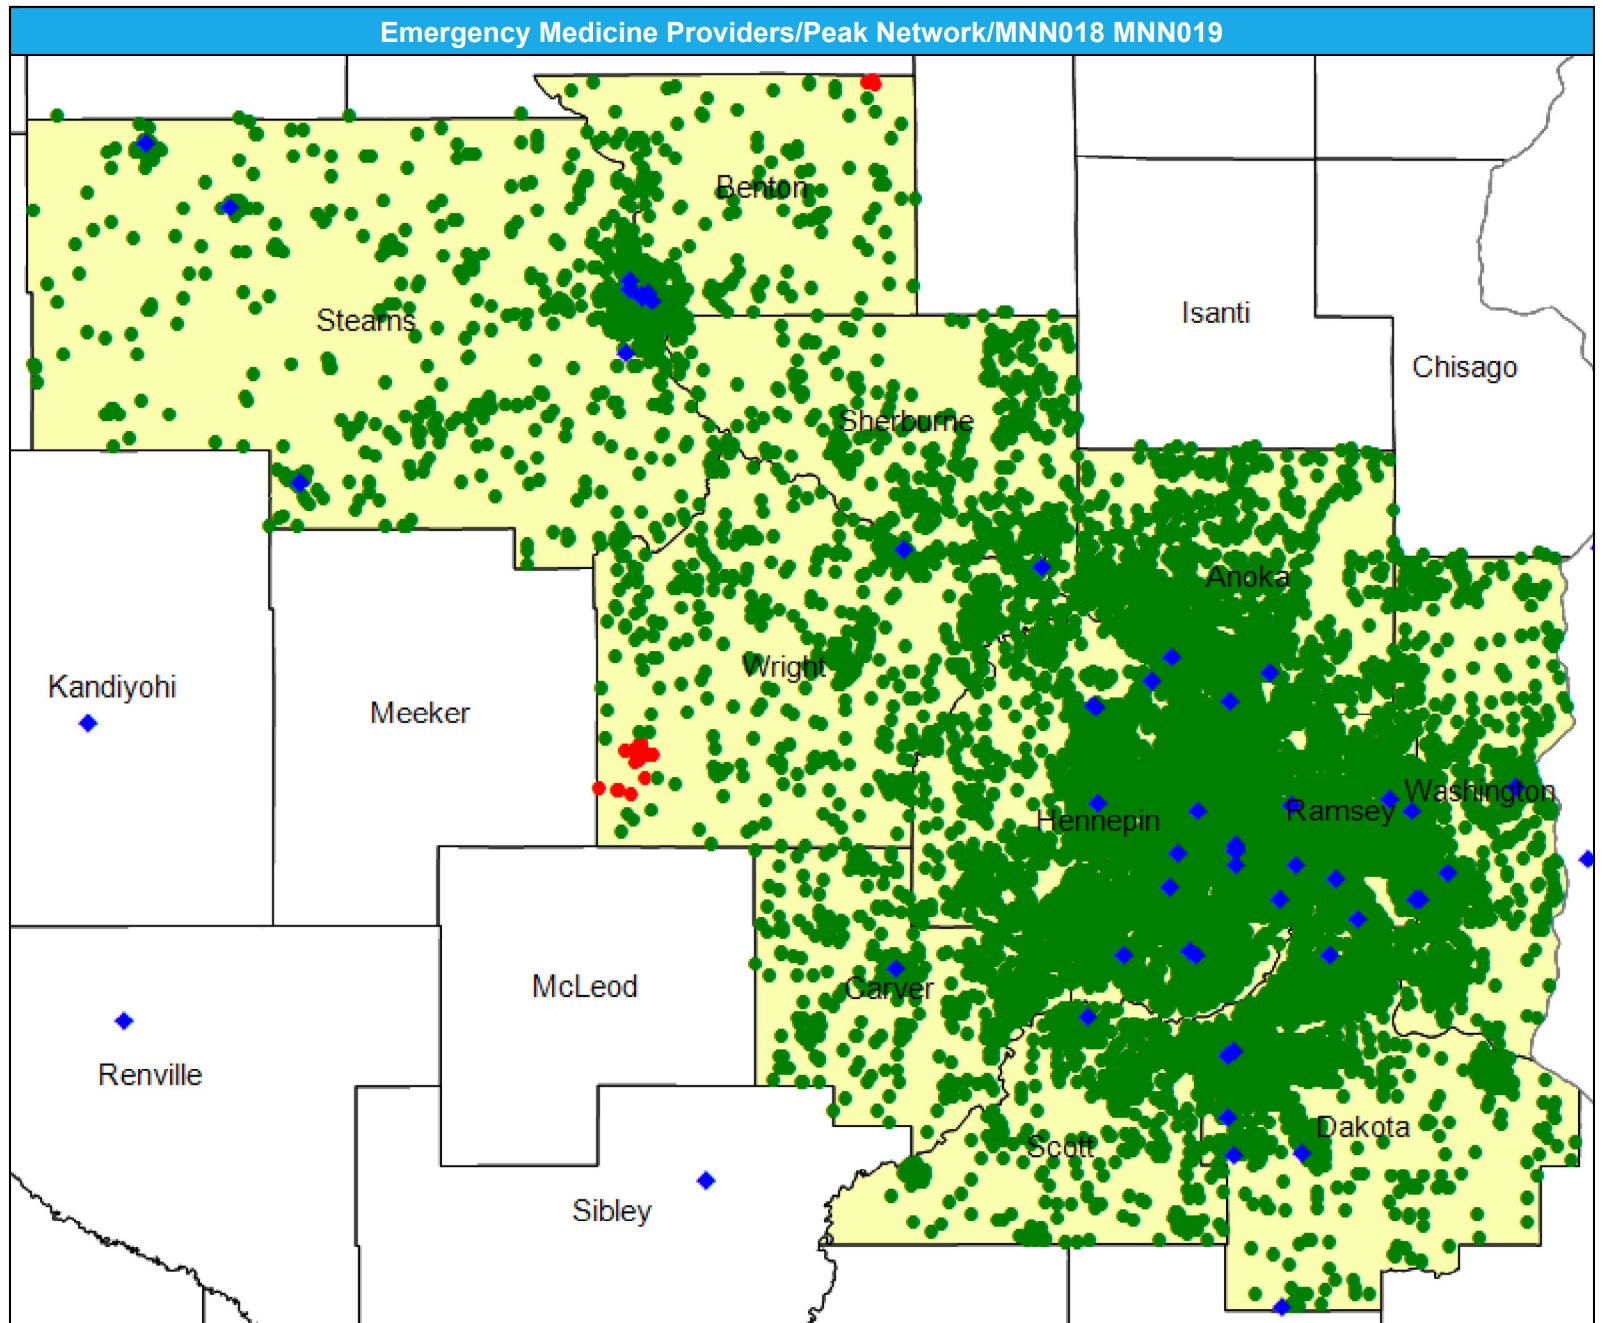 Emergency Medicine Providers/Peak Network/MNN018 MNN019
Benton
Stearns
Isanti
Chisago
Sherburne
Anoka
Wright
Kandiyohi
Meeker
Washington
Ramsey
Hennepin
McLeod
Carver
Renville
Dakota
Scott
Sibley